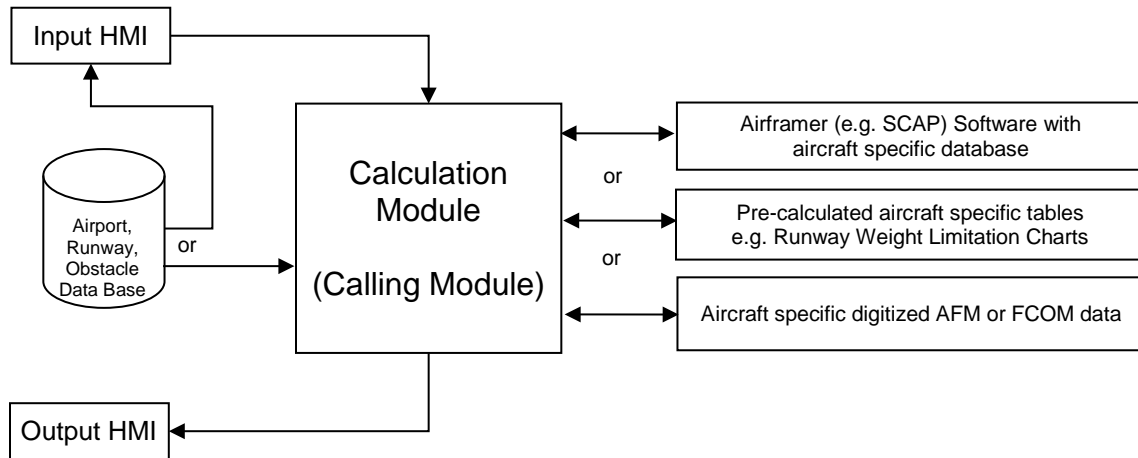 Input HMI
Airport,
Runway,
Obstacle
Data Base
or
Calculation
Module
(Calling Module)
Airframer (e.g. SCAP) Software with
aircraft specific database
or
Pre-calculated aircraft specific tables
e.g. Runway Weight Limitation Charts
or
Aircraft specific digitized AFM or FCOM data
Output HMI